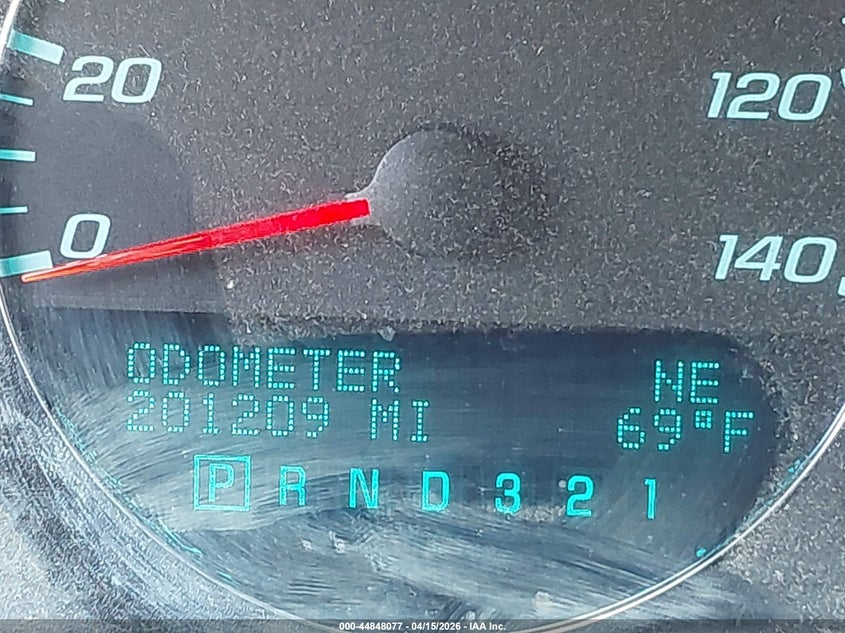 20
120
0
140
ODOMETER NE
201209 MI 69°F
P R N D 3 2 1
000-44848077 - 04/15/2026 - IAA Inc.